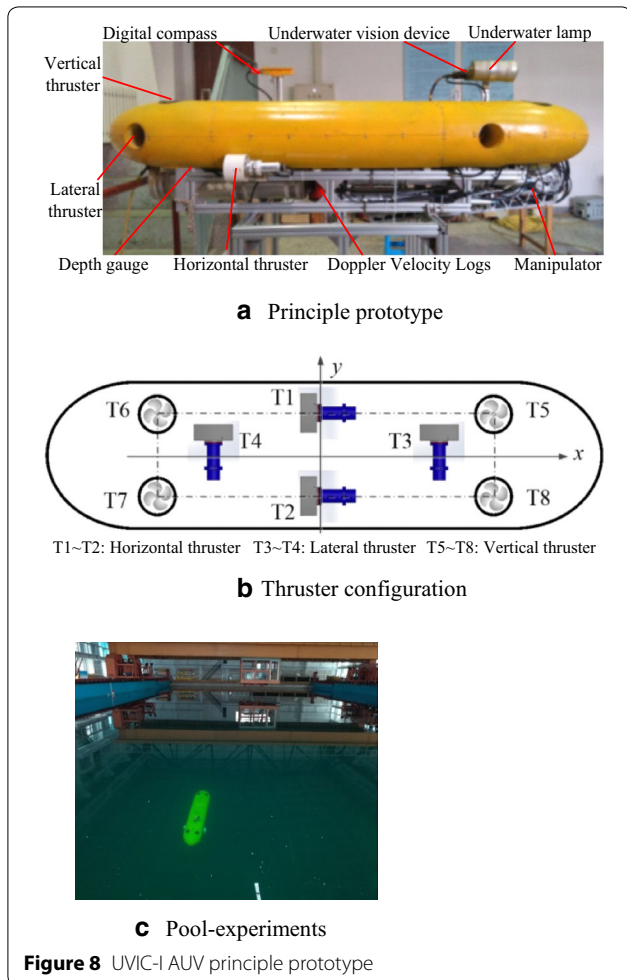 Digital compass Underwater vision device Underwater lamp
Vertical
thruster
Lateral
thruster
Depth gauge Horizontal thruster Doppler Velocity Logs Manipulator
a Principle prototype
y
T1
T6 T5
T4 T3
x
T7 T8
T2
T1~T2: Horizontal thruster T3~T4: Lateral thruster T5~T8: Vertical thruster
b Thruster configuration
c Pool-experiments
Figure 8 UVIC-I AUV principle prototype